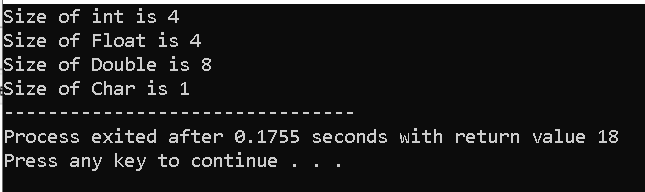 Size of int is 4
Size of Float is 4
Size of Double is 8
Size of Char is 1
--------------------------------
Process exited after 0.1755 seconds with return value 18
Press any key to continue . . .